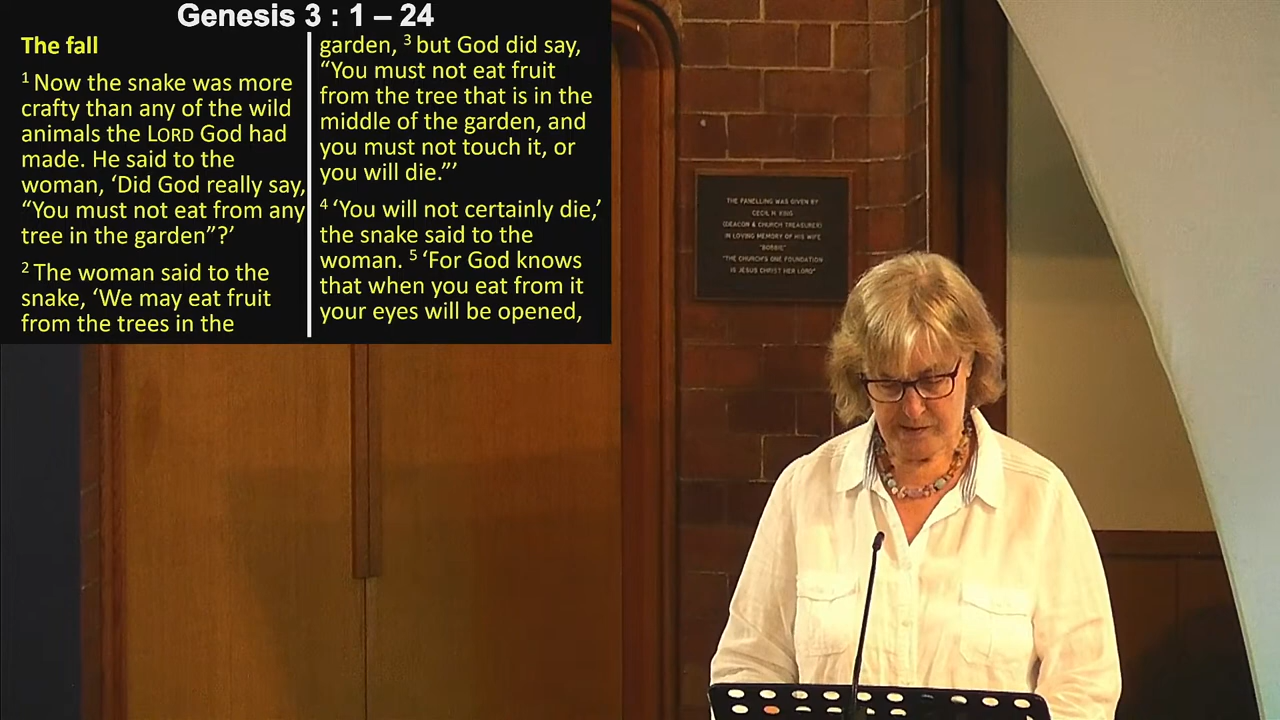 Genesis 3 : 1 – 24
The fall
1 Now the snake was more
crafty than any of the wild
animals the LORD God had
made. He said to the
woman, ‘Did God really say,
“You must not eat from any
tree in the garden”?’
2 The woman said to the
snake, ‘We may eat fruit
from the trees in the
garden, 3 but God did say,
“You must not eat fruit
from the tree that is in the
middle of the garden, and
you must not touch it, or
you will die.”’
4 ‘You will not certainly die,’
the snake said to the
woman. 5 ‘For God knows
that when you eat from it
your eyes will be opened,
THE PANELLING WAS GIVEN BY
CECIL H. KING
(DEACON & CHURCH TREASURER)
IN LOVING MEMORY OF HIS WIFE
"BOBBIE"
"THE CHURCH'S ONE FOUNDATION
IS JESUS CHRIST HER LORD"